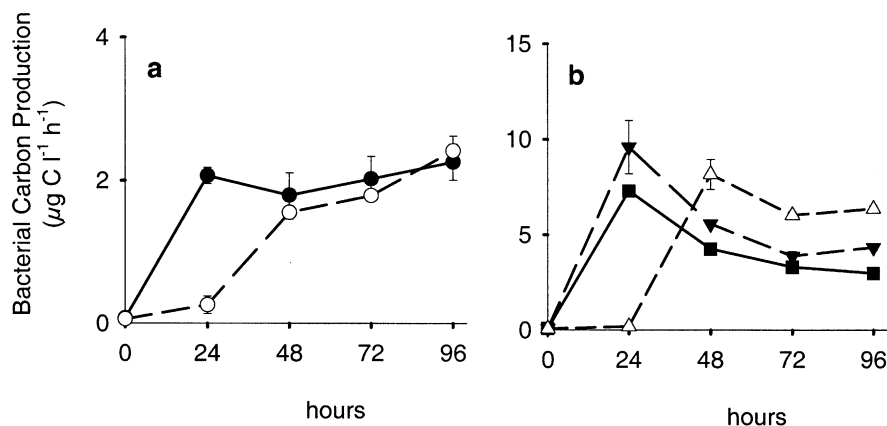 Bacterial Carbon Production
(µg C l⁻¹ h⁻¹)
4
2
0
a
0 24 48 72 96
hours
15
10
5
0
b
0 24 48 72 96
hours